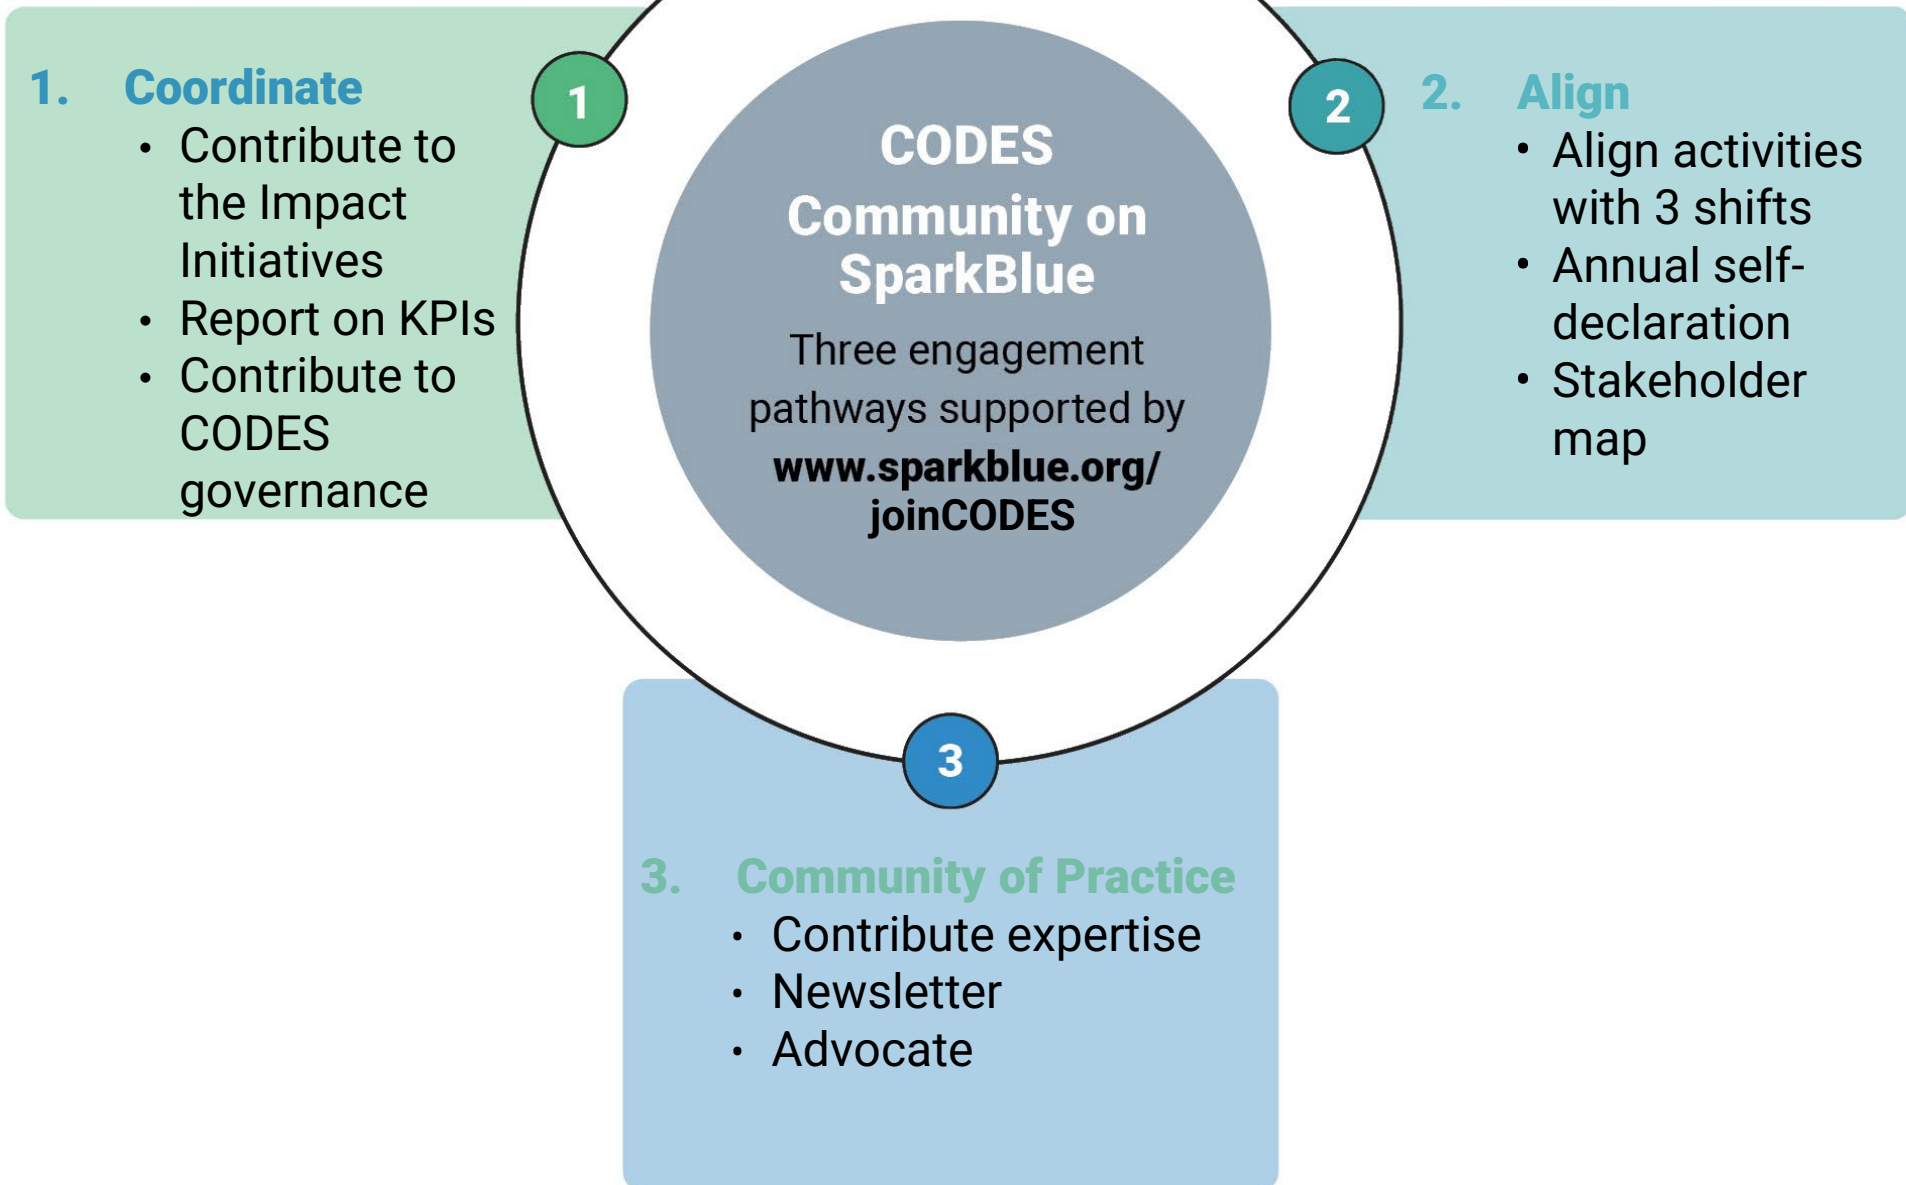 1. Coordinate
• Contribute to
the Impact
Initiatives
• Report on KPIs
• Contribute to
CODES
governance
1
CODES
Community on
SparkBlue
Three engagement
pathways supported by
www.sparkblue.org/
joinCODES
2
2. Align
• Align activities
with 3 shifts
• Annual self-
declaration
• Stakeholder
map
3
3. Community of Practice
• Contribute expertise
• Newsletter
• Advocate